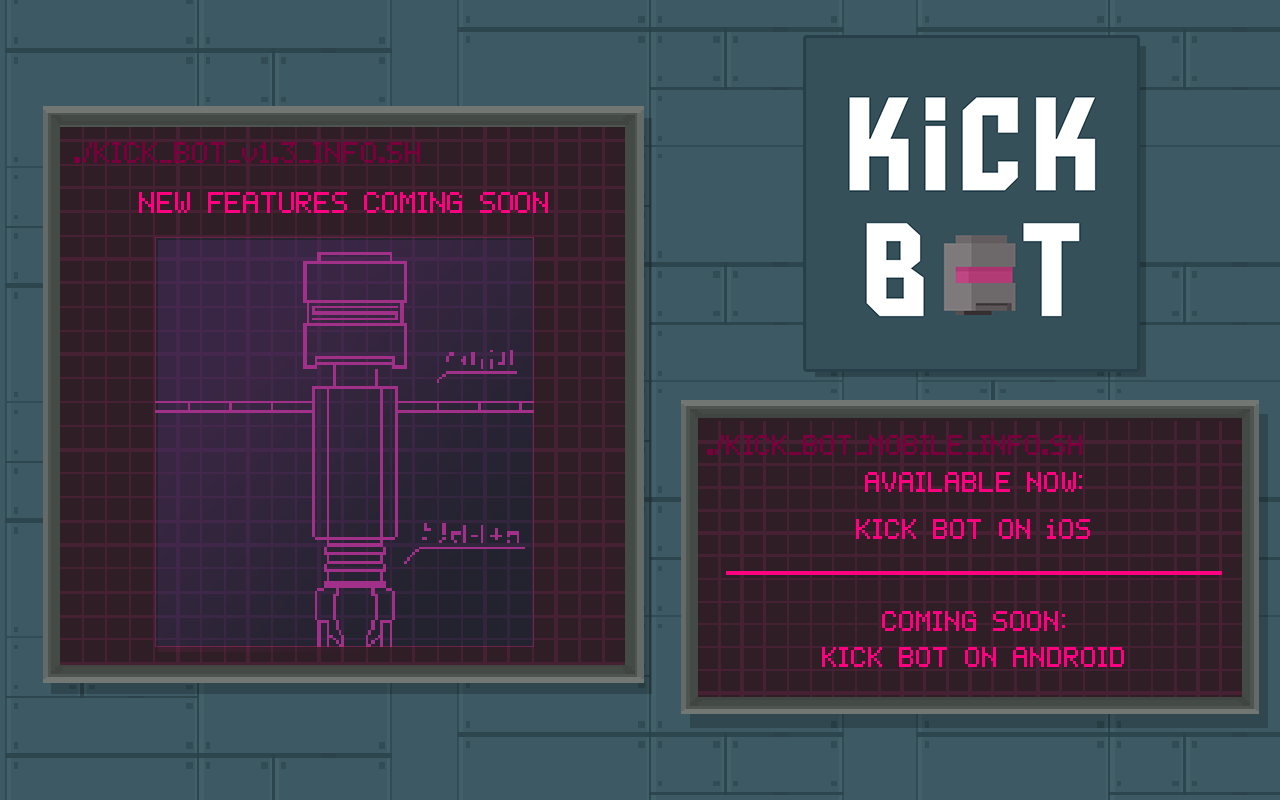 ./KICK_BOT_v1.3_INFO.SH
NEW FEATURES COMING SOON
KiCK
BOT
./KICK_BOT_MOBILE_INFO.SH
AVAILABLE NOW:
KICK BOT ON iOS
COMING SOON:
KICK BOT ON ANDROID